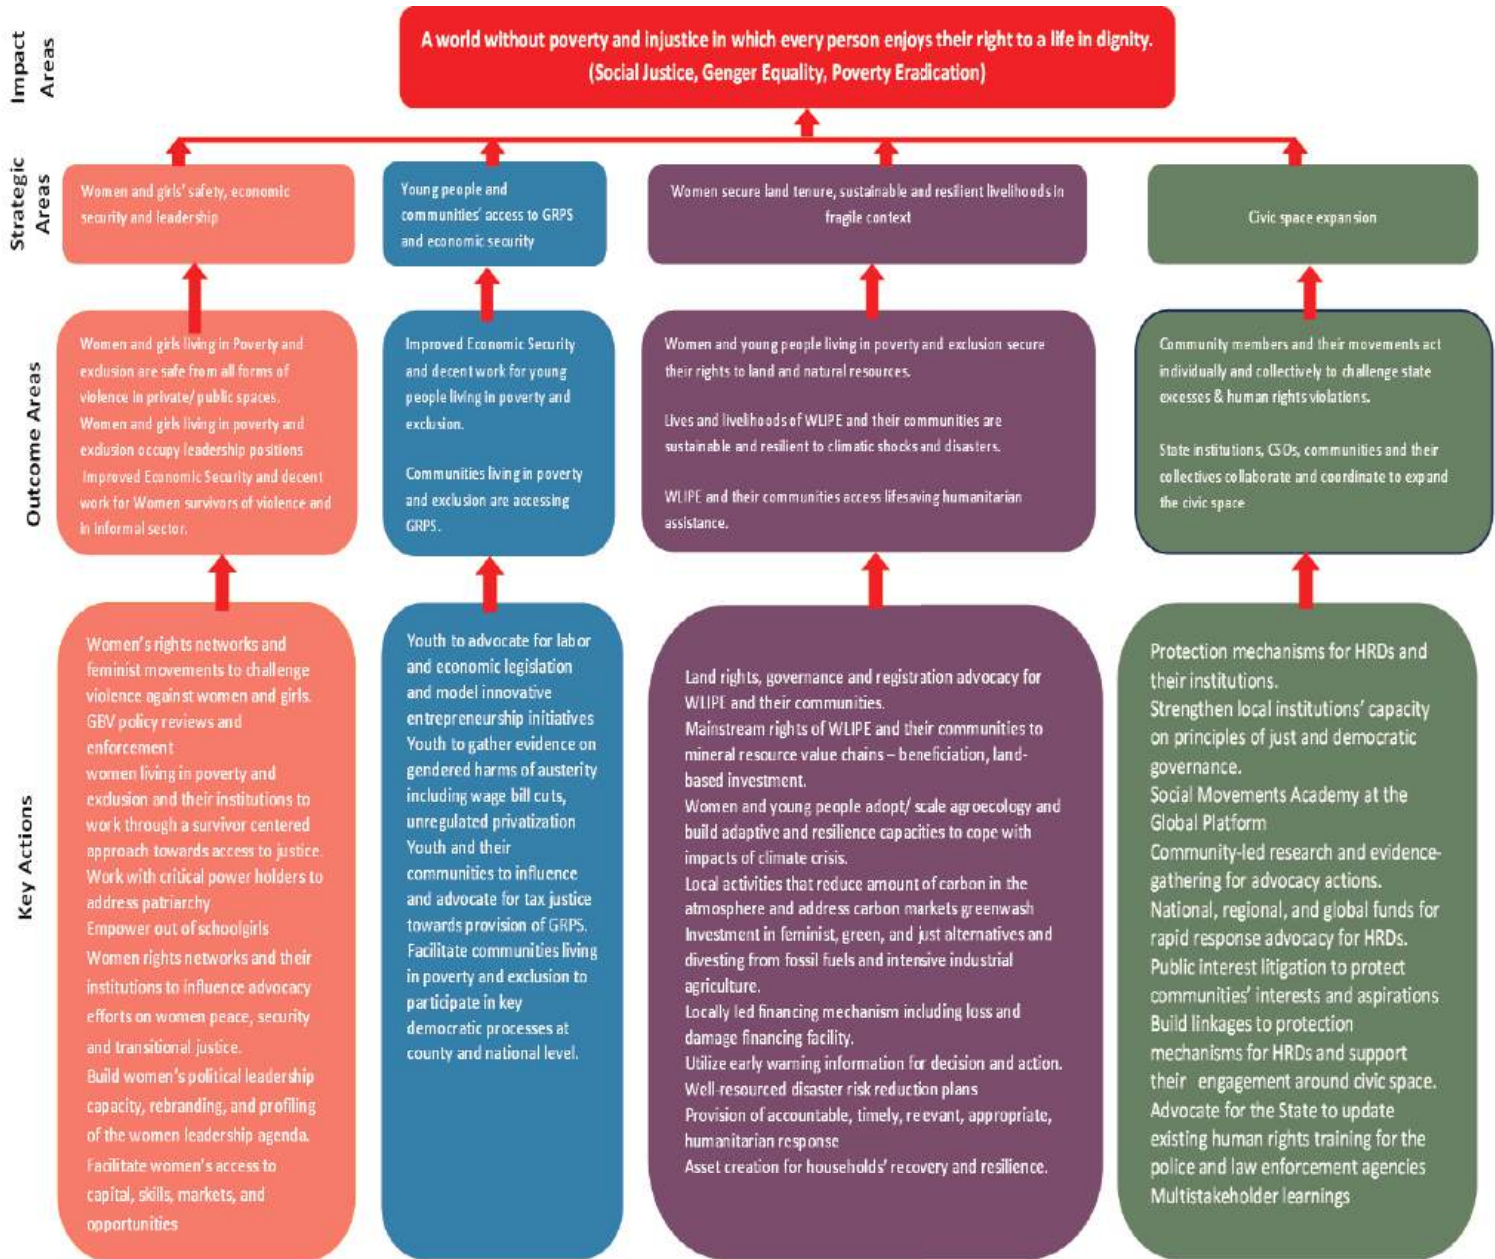 Impact
Areas
A world without poverty and injustice in which every person enjoys their right to a life in dignity.
(Social Justice, Genger Equality, Poverty Eradication)
Strategic
Areas
Women and girls' safety, economic
security and leadership
Young people and
communities' access to GRPS
and economic security
Women secure land tenure, sustainable and resilient livelihoods in
fragile context
Civic space expansion
Outcome Areas
Women and girls living in Poverty and
exclusion are safe from all forms of
violence in private/ public spaces.
Women and girls living in poverty and
exclusion occupy leadership positions
Improved Economic Security and decent
work for Women survivors of violence and
in informal sector.
Improved Economic Security
and decent work for young
people living in poverty and
exclusion.
Communities living in poverty
and exclusion are accessing
GRPS.
Women and young people living in poverty and exclusion secure
their rights to land and natural resources.
Lives and livelihoods of WLIPE and their communities are
sustainable and resilient to climatic shocks and disasters.
WLIPE and their communities access lifesaving humanitarian
assistance.
Community members and their movements act
individually and collectively to challenge state
excesses & human rights violations.
State institutions, CSOs, communities and their
collectives collaborate and coordinate to expand
the civic space
Key Actions
Women's rights networks and
feminist movements to challenge
violence against women and girls.
GBV policy reviews and
enforcement
women living in poverty and
exclusion and their institutions to
work through a survivor centered
approach towards access to justice.
Work with critical power holders to
address patriarchy
Empower out of schoolgirls
Women rights networks and their
institutions to influence advocacy
efforts on women peace, security
and transitional justice.
Build women's political leadership
capacity, rebranding, and profiling
of the women leadership agenda.
Facilitate women's access to
capital, skills, markets, and
opportunities
Youth to advocate for labor
and economic legislation
and model innovative
entrepreneurship initiatives
Youth to gather evidence on
gendered harms of austerity
including wage bill cuts,
unregulated privatization
Youth and their
communities to influence
and advocate for tax justice
towards provision of GRPS.
Facilitate communities living
in poverty and exclusion to
participate in key
democratic processes at
county and national level.
Land rights, governance and registration advocacy for
WLIPE and their communities.
Mainstream rights of WLIPE and their communities to
mineral resource value chains – beneficiation, land-
based investment.
Women and young people adopt/ scale agroecology and
build adaptive and resilience capacities to cope with
impacts of climate crisis.
Local activities that reduce amount of carbon in the
atmosphere and address carbon markets greenwash
Investment in feminist, green, and just alternatives and
divesting from fossil fuels and intensive industrial
agriculture.
Locally led financing mechanism including loss and
damage financing facility.
Utilize early warning information for decision and action.
Well-resourced disaster risk reduction plans
Provision of accountable, timely, relevant, appropriate,
humanitarian response
Asset creation for households' recovery and resilience.
Protection mechanisms for HRDs and
their institutions.
Strengthen local institutions' capacity
on principles of just and democratic
governance.
Social Movements Academy at the
Global Platform
Community-led research and evidence-
gathering for advocacy actions.
National, regional, and global funds for
rapid response advocacy for HRDs.
Public interest litigation to protect
communities' interests and aspirations
Build linkages to protection
mechanisms for HRDs and support
their engagement around civic space.
Advocate for the State to update
existing human rights training for the
police and law enforcement agencies
Multistakeholder learnings